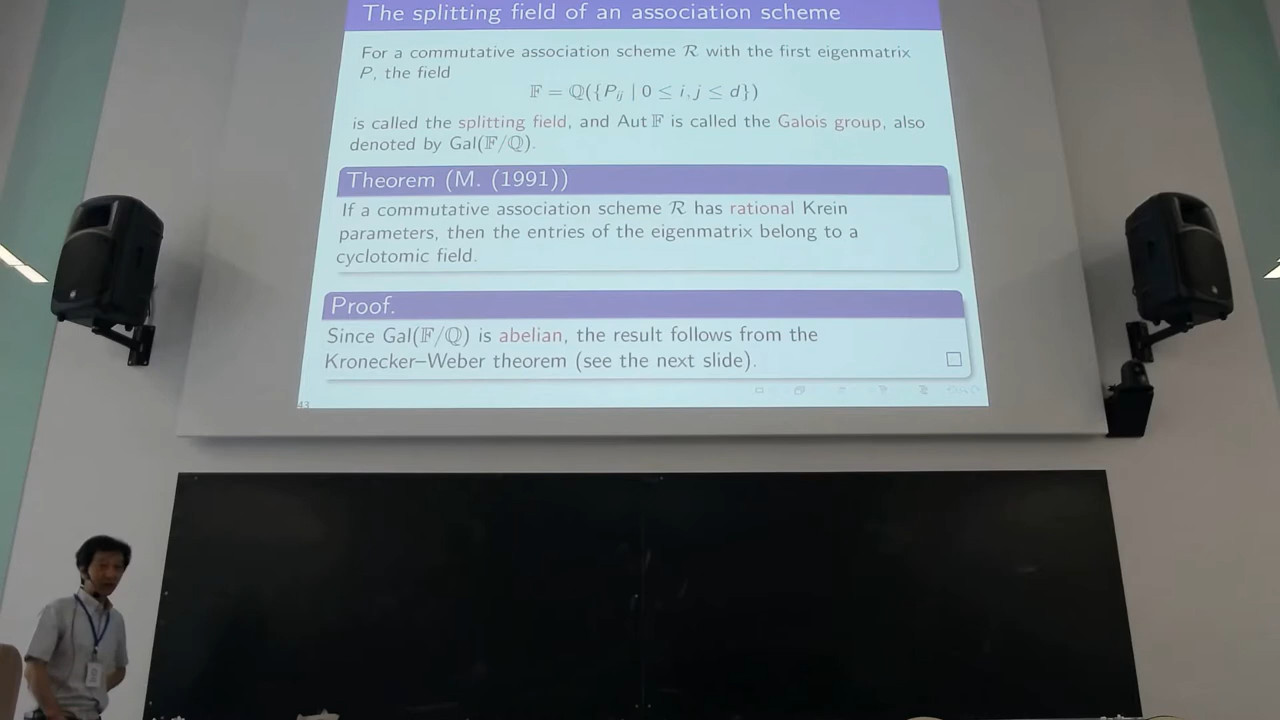 The splitting field of an association scheme
For a commutative association scheme ℛ with the first eigenmatrix
P, the field
𝔽 = ℚ({P_ij | 0 ≤ i, j ≤ d})
is called the splitting field, and Aut 𝔽 is called the Galois group, also
denoted by Gal(𝔽/ℚ).
Theorem (M. (1991))
If a commutative association scheme ℛ has rational Krein
parameters, then the entries of the eigenmatrix belong to a
cyclotomic field.
Proof.
Since Gal(𝔽/ℚ) is abelian, the result follows from the
Kronecker–Weber theorem (see the next slide). □
43